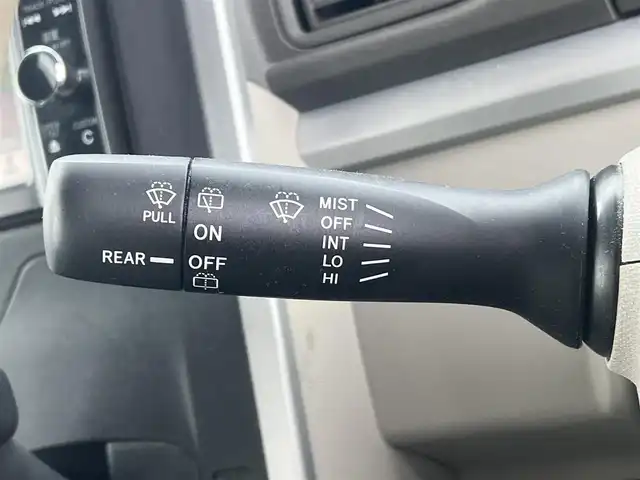 PULL
REAR
ON
OFF
MIST
OFF
INT
LO
HI
C